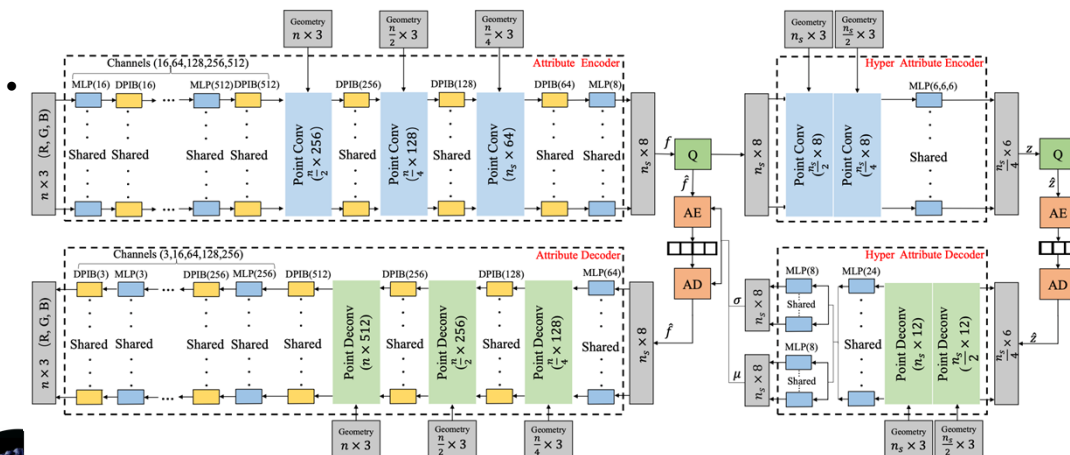 Geometry
n × 3
Geometry
n/2 × 3
Geometry
n/4 × 3
Geometry
n_s × 3
Geometry
n_s/2 × 3
Channels (16,64,128,256,512)
Attribute Encoder
MLP(16)
DPIB(16)
...
MLP(512)
DPIB(512)
DPIB(256)
DPIB(128)
DPIB(64)
MLP(8)
n × 3 (R, G, B)
Shared
Shared
Shared
Shared
Point Conv
(n/2 × 256)
Shared
Point Conv
(n/4 × 128)
Shared
Point Conv
(n_s × 64)
Shared
Shared
n_s × 8
f
Q
f̂
AE
AD
f̂
Hyper Attribute Encoder
n_s × 8
Point Conv
(n_s/2 × 8)
Point Conv
(n_s/4 × 8)
MLP(6,6,6)
Shared
n_s/4 × 6
z
Q
ẑ
AE
AD
ẑ
Channels (3,16,64,128,256)
Attribute Decoder
DPIB(3)
MLP(3)
...
DPIB(256)
MLP(256)
DPIB(512)
DPIB(256)
DPIB(128)
MLP(64)
n × 3 (R, G, B)
Shared
Shared
Shared
Shared
Shared
Point Deconv
(n × 512)
Shared
Point Deconv
(n/2 × 256)
Shared
Point Deconv
(n/4 × 128)
Shared
n_s × 8
Hyper Attribute Decoder
σ
n_s × 8
MLP(8)
Shared
μ
n_s × 8
MLP(8)
Shared
MLP(24)
Shared
Point Deconv
(n_s × 12)
Point Deconv
(n_s/2 × 12)
n_s/4 × 6
Geometry
n × 3
Geometry
n/2 × 3
Geometry
n/4 × 3
Geometry
n_s × 3
Geometry
n_s/2 × 3